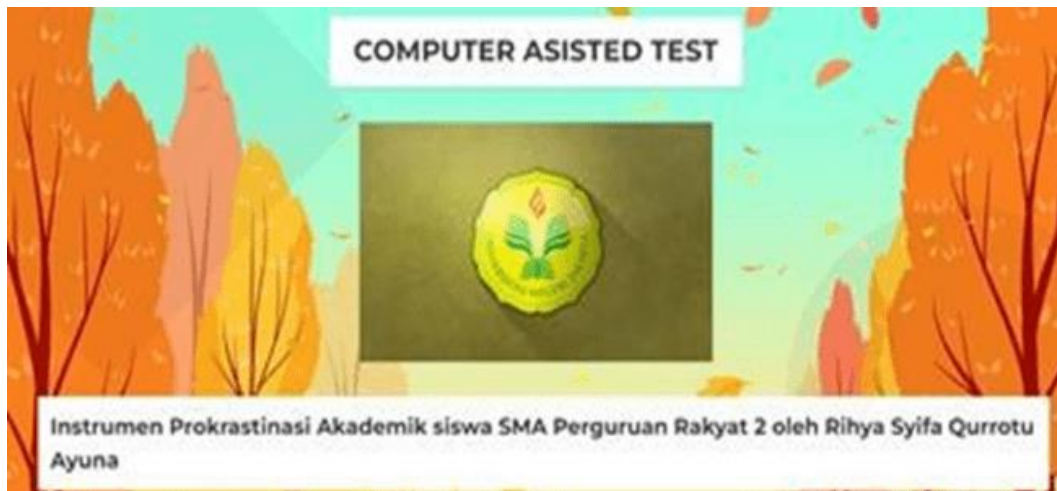 COMPUTER ASISTED TEST
Instrumen Prokrastinasi Akademik siswa SMA Perguruan Rakyat 2 oleh Rihya Syifa Qurrotu
Ayuna